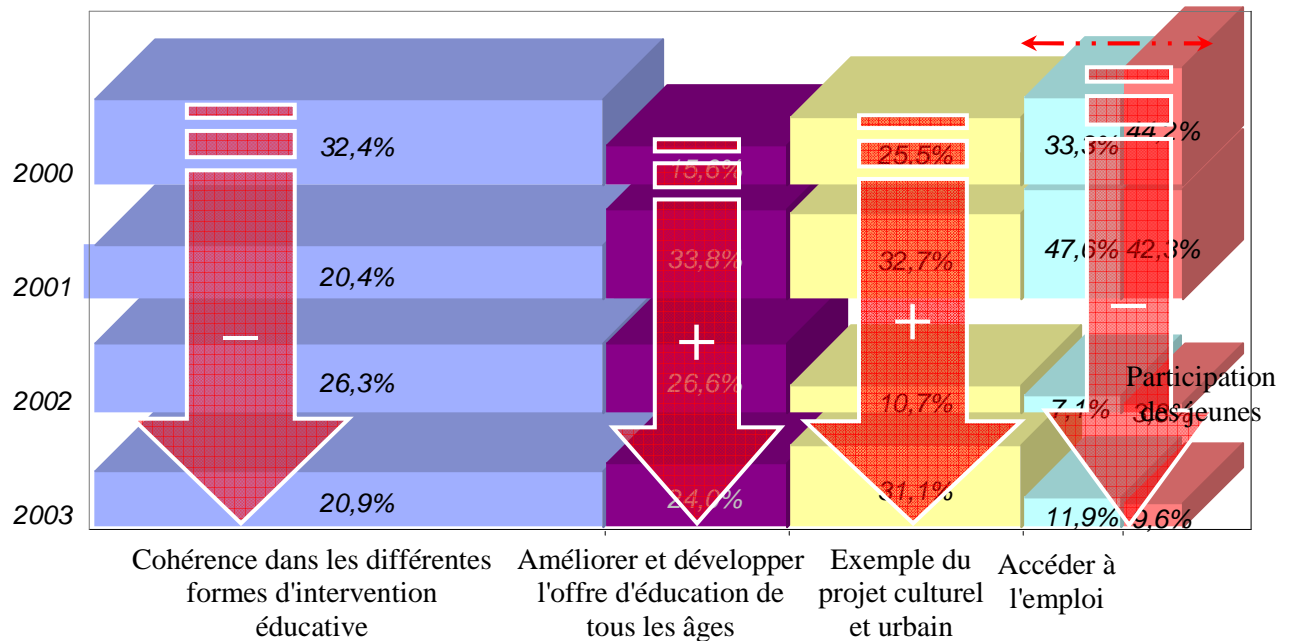 2000
32,4%
15,6%
25,5%
33,3%
44,2%
2001
20,4%
33,8%
32,7%
47,6%
42,3%
–
+
+
–
2002
26,3%
26,6%
10,7%
7,1%
Participation
des jeunes
2003
20,9%
24,0%
31,1%
11,9%
9,6%
Cohérence dans les différentes
formes d'intervention
éducative
Améliorer et développer
l'offre d'éducation de
tous les âges
Exemple du
projet culturel
et urbain
Accéder à
l'emploi